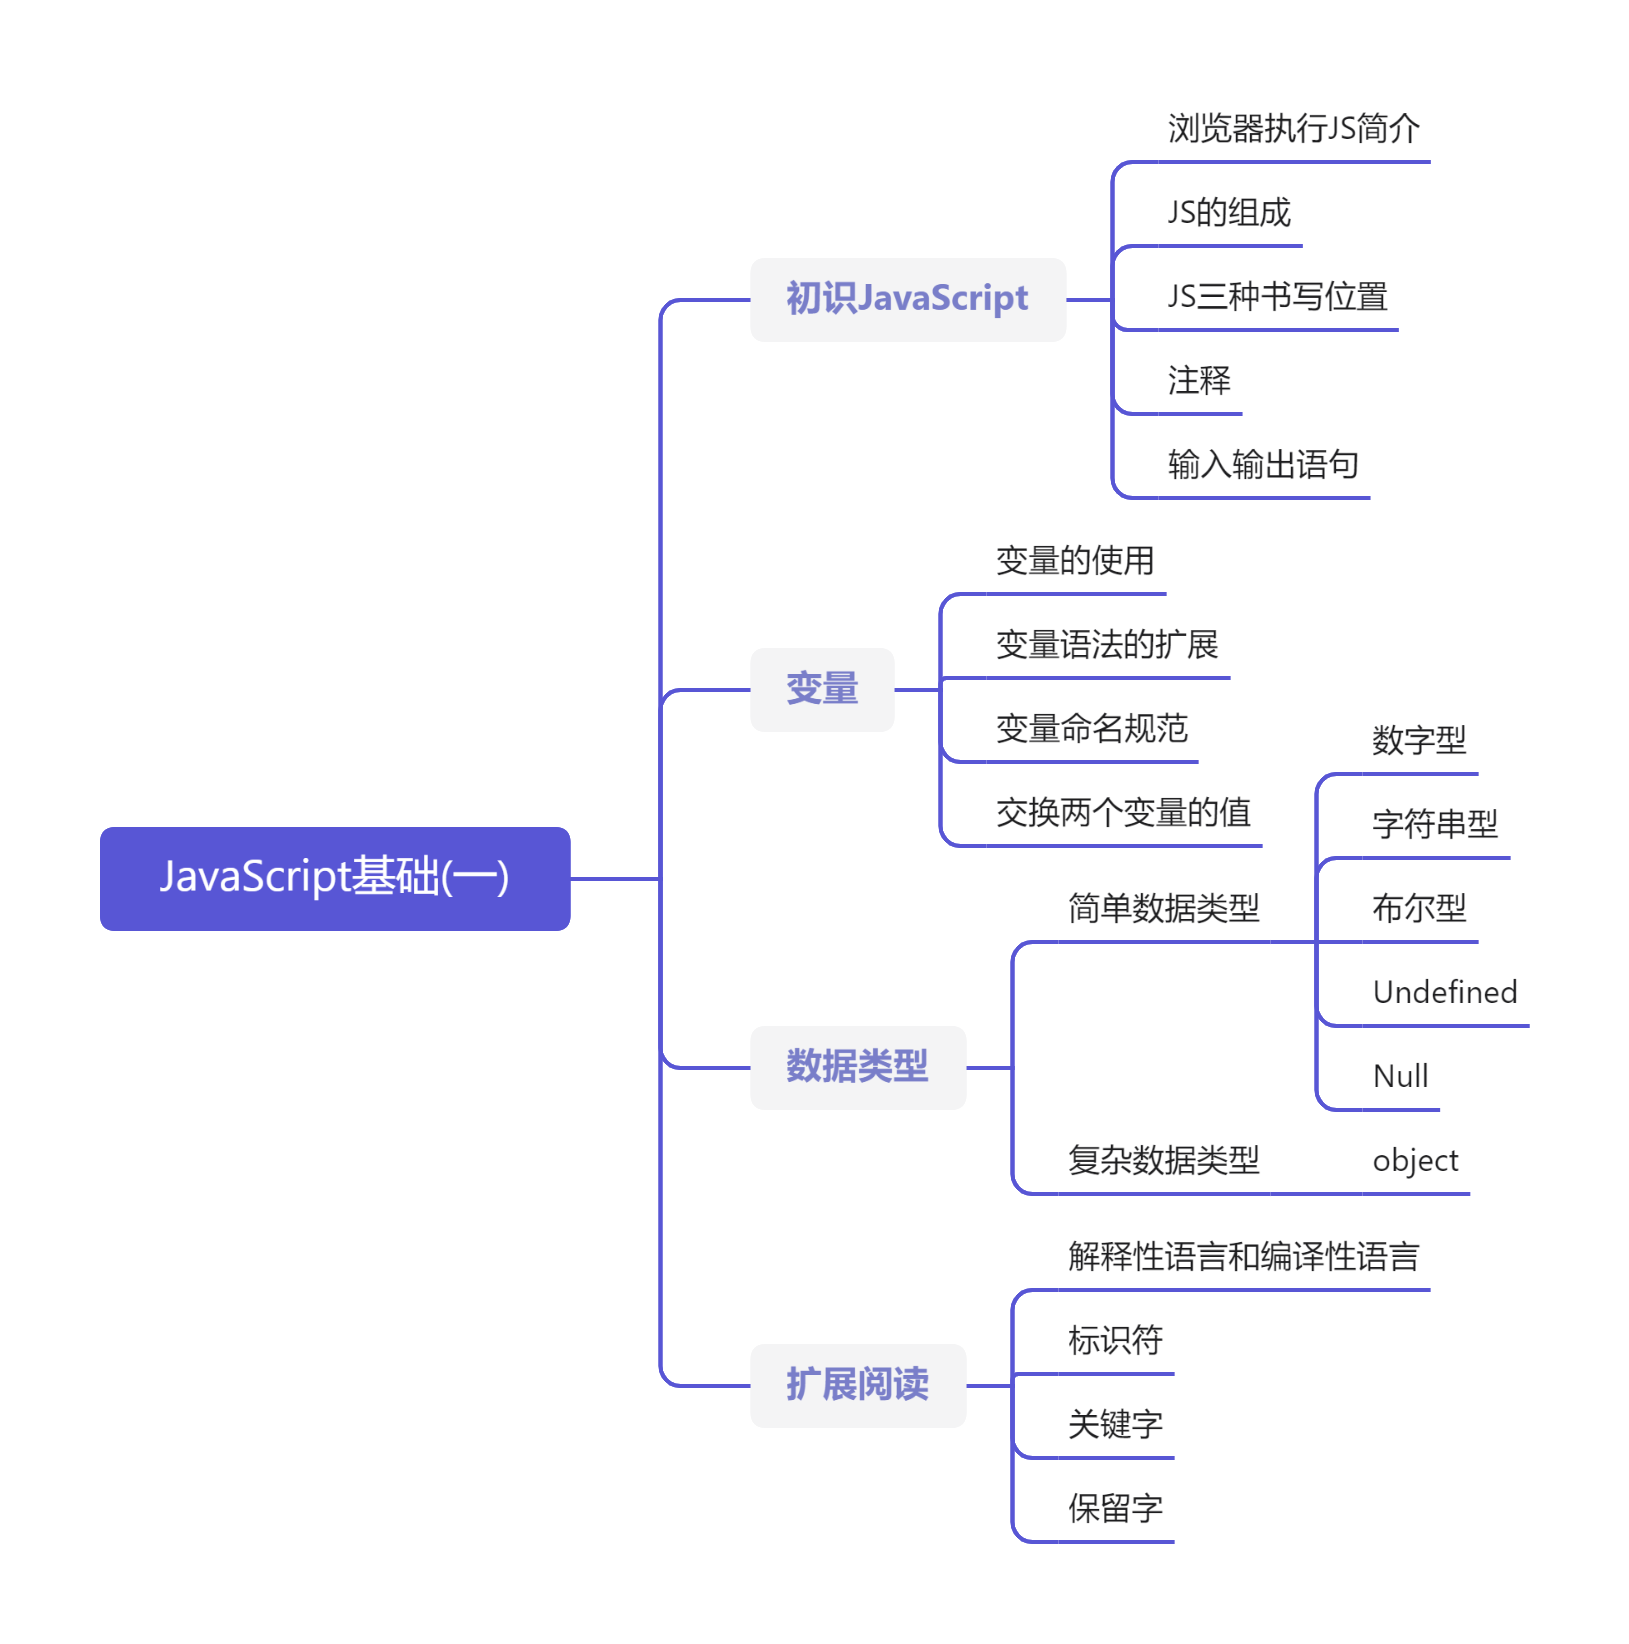 JavaScript基础(一)
初识JavaScript
浏览器执行JS简介
JS的组成
JS三种书写位置
注释
输入输出语句
变量
变量的使用
变量语法的扩展
变量命名规范
交换两个变量的值
数据类型
简单数据类型
数字型
字符串型
布尔型
Undefined
Null
复杂数据类型
object
扩展阅读
解释性语言和编译性语言
标识符
关键字
保留字